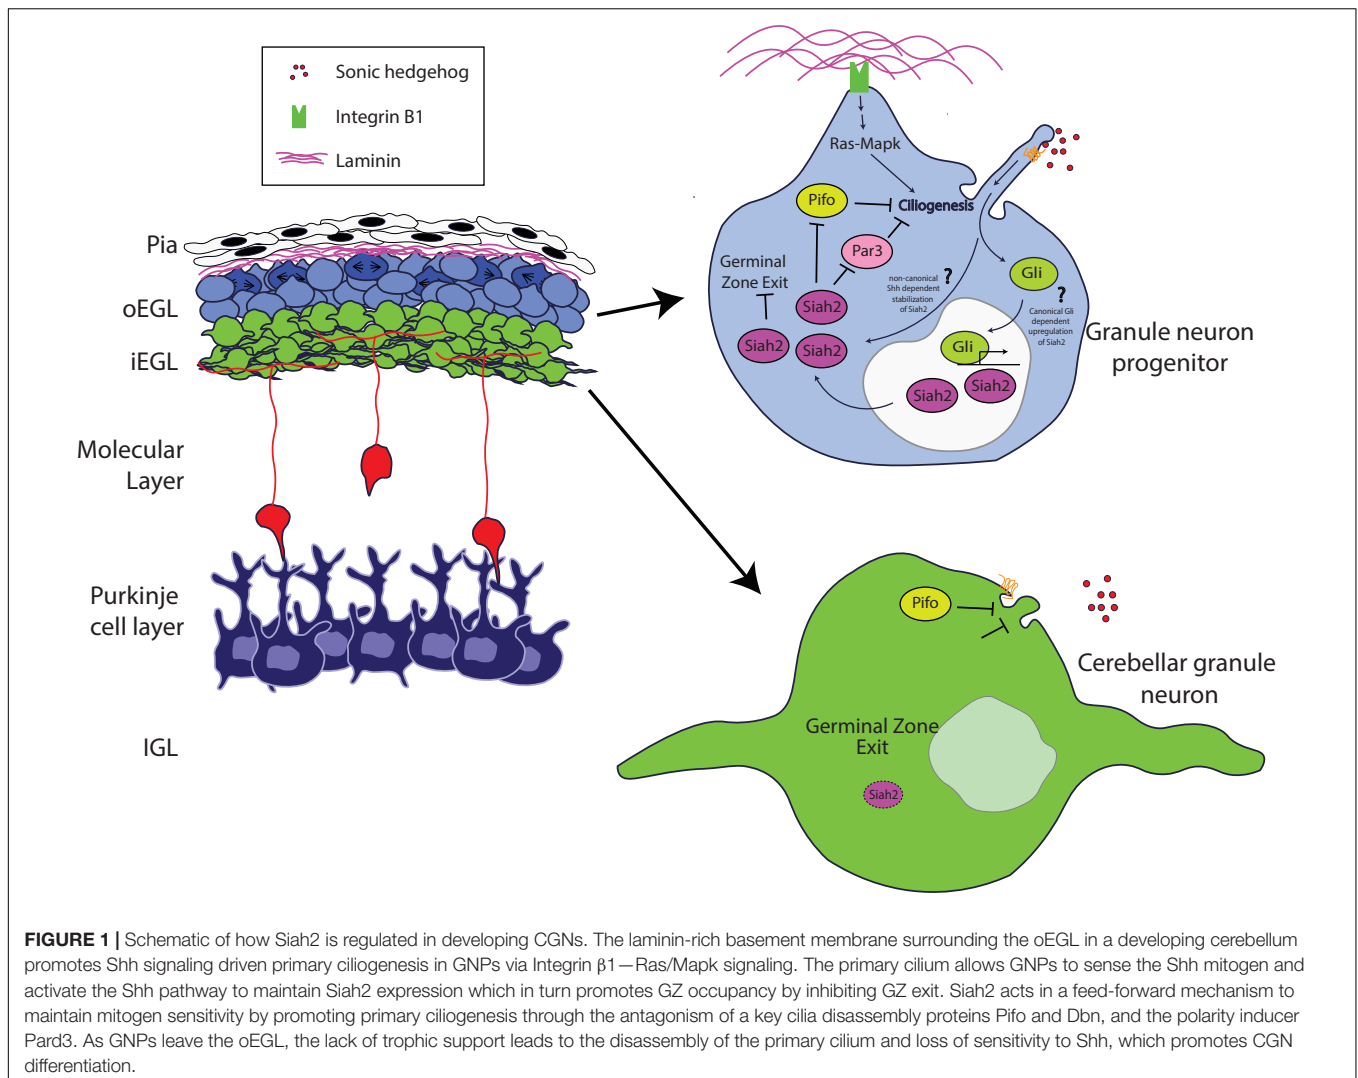 Sonic hedgehog
Integrin B1
Laminin
Pia
oEGL
iEGL
Molecular
Layer
Purkinje
cell layer
IGL
Ras-Mapk
Pifo
Ciliogenesis
Par3
Germinal
Zone Exit
Siah2
Siah2
Siah2
non-canonical
Shh dependent
stabilization
of Siah2
?
Gli
?
Canonical Gli
dependent
upregulation
of Siah2
Gli
Siah2
Siah2
Granule neuron
progenitor
Pifo
Cerebellar granule
neuron
Germinal Zone
Exit
Siah2
FIGURE 1 | Schematic of how Siah2 is regulated in developing CGNs. The laminin-rich basement membrane surrounding the oEGL in a developing cerebellum
promotes Shh signaling driven primary ciliogenesis in GNPs via Integrin β1—Ras/Mapk signaling. The primary cilium allows GNPs to sense the Shh mitogen and
activate the Shh pathway to maintain Siah2 expression which in turn promotes GZ occupancy by inhibiting GZ exit. Siah2 acts in a feed-forward mechanism to
maintain mitogen sensitivity by promoting primary ciliogenesis through the antagonism of a key cilia disassembly proteins Pifo and Dbn, and the polarity inducer
Pard3. As GNPs leave the oEGL, the lack of trophic support leads to the disassembly of the primary cilium and loss of sensitivity to Shh, which promotes CGN
differentiation.